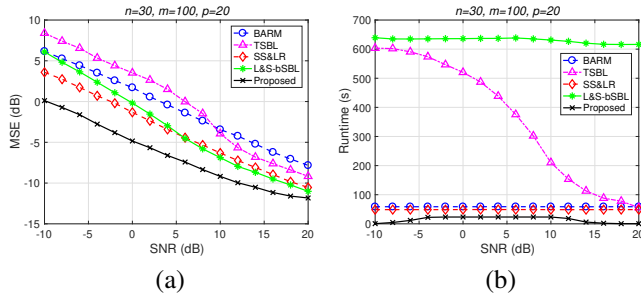 n=30, m=100, p=20
10
5
0
-5
-10
-15
MSE (dB)
-10
-5
0
5
10
15
20
SNR (dB)
BARM
TSBL
SS&LR
L&S-bSBL
Proposed
(a)
n=30, m=100, p=20
700
600
500
400
300
200
100
0
Runtime (s)
-10
-5
0
5
10
15
20
SNR (dB)
BARM
TSBL
SS&LR
L&S-bSBL
Proposed
(b)